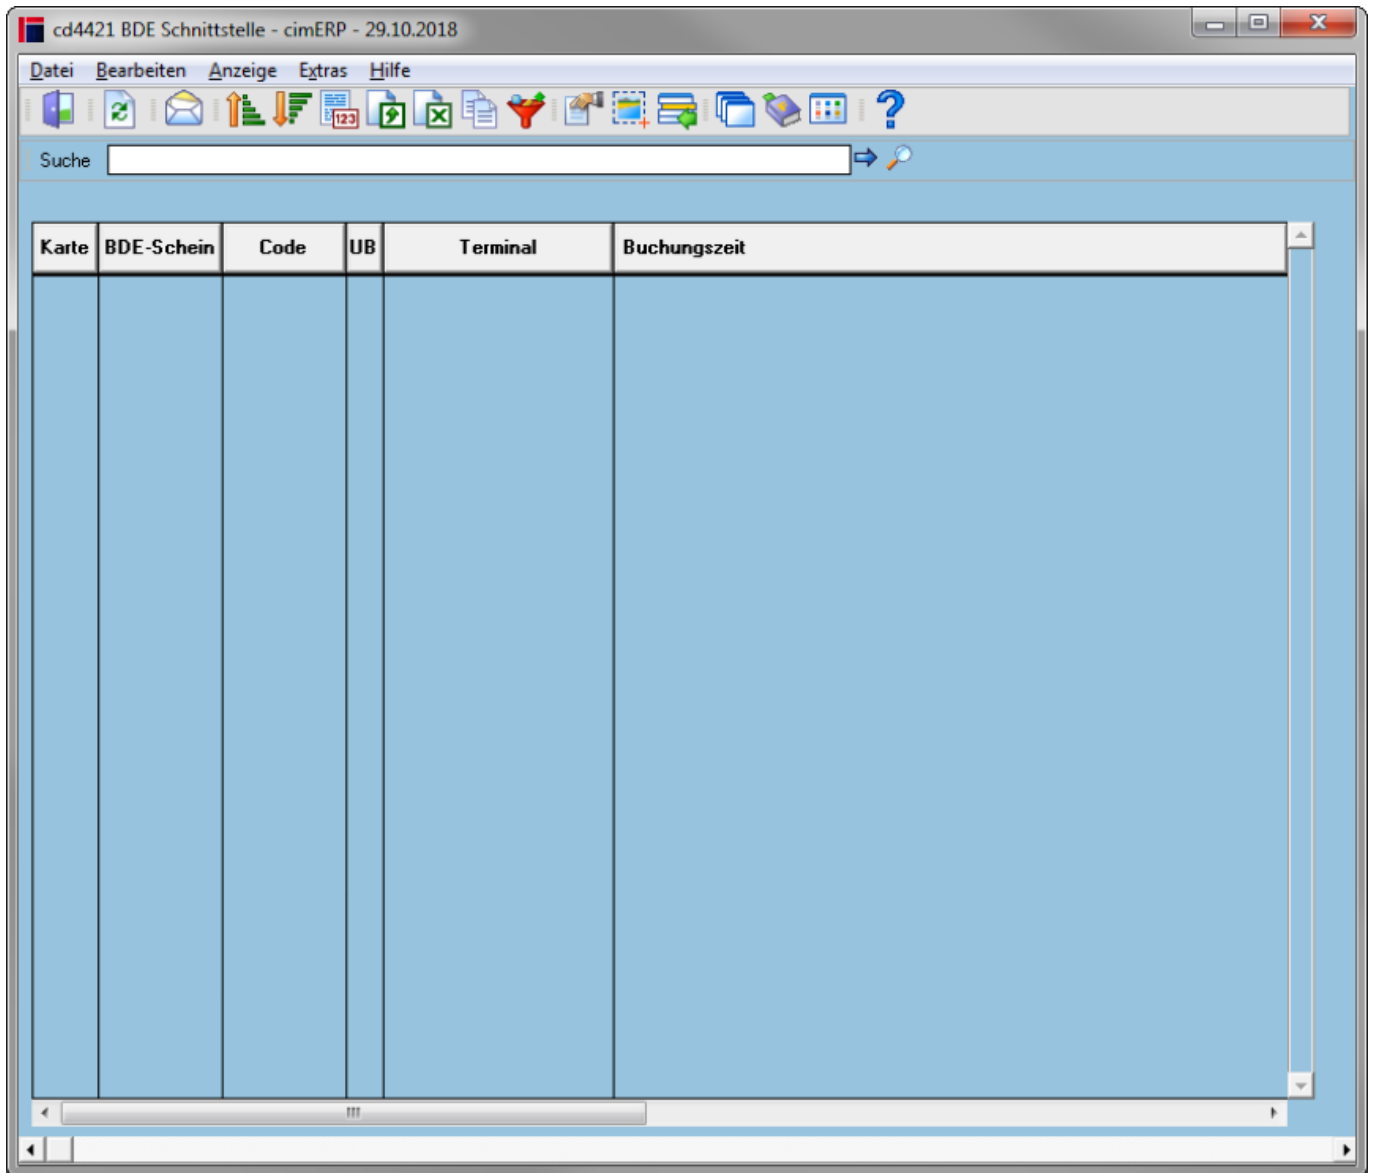 cd4421 BDE Schnittstelle - cimERP - 29.10.2018
Datei Bearbeiten Anzeige Extras Hilfe
123
Suche
Karte BDE-Schein Code UB Terminal Buchungszeit